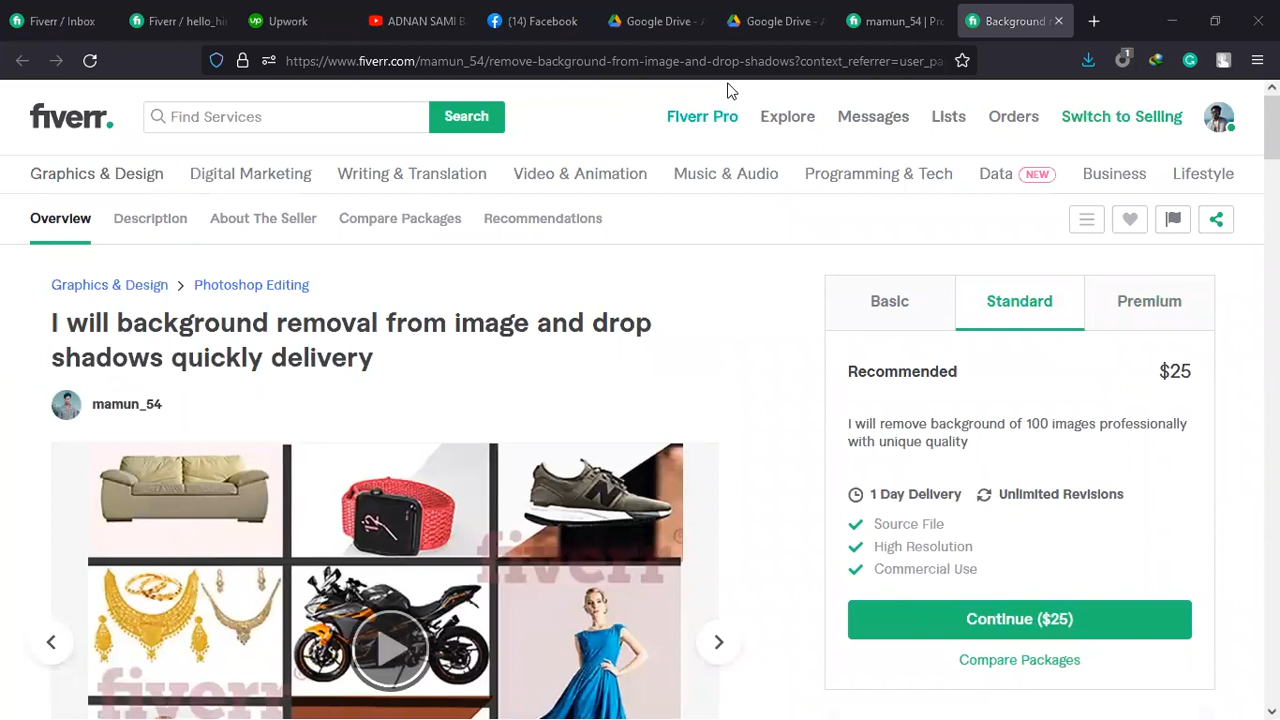 Fiverr / Inbox
Fiverr / hello_hi
Upwork
ADNAN SAMI B
(14) Facebook
Google Drive - A
Google Drive - A
mamun_54 | Pr
Background r
https://www.fiverr.com/mamun_54/remove-background-from-image-and-drop-shadows?context_referrer=user_pa
1
fiverr.
Find Services
Search
Fiverr Pro
Explore
Messages
Lists
Orders
Switch to Selling
Graphics & Design
Digital Marketing
Writing & Translation
Video & Animation
Music & Audio
Programming & Tech
Data NEW
Business
Lifestyle
Overview
Description
About The Seller
Compare Packages
Recommendations
Graphics & Design > Photoshop Editing
I will background removal from image and drop
shadows quickly delivery
mamun_54
fiverr
fiverr
Basic
Standard
Premium
Recommended
$25
I will remove background of 100 images professionally
with unique quality
1 Day Delivery
Unlimited Revisions
Source File
High Resolution
Commercial Use
Continue ($25)
Compare Packages